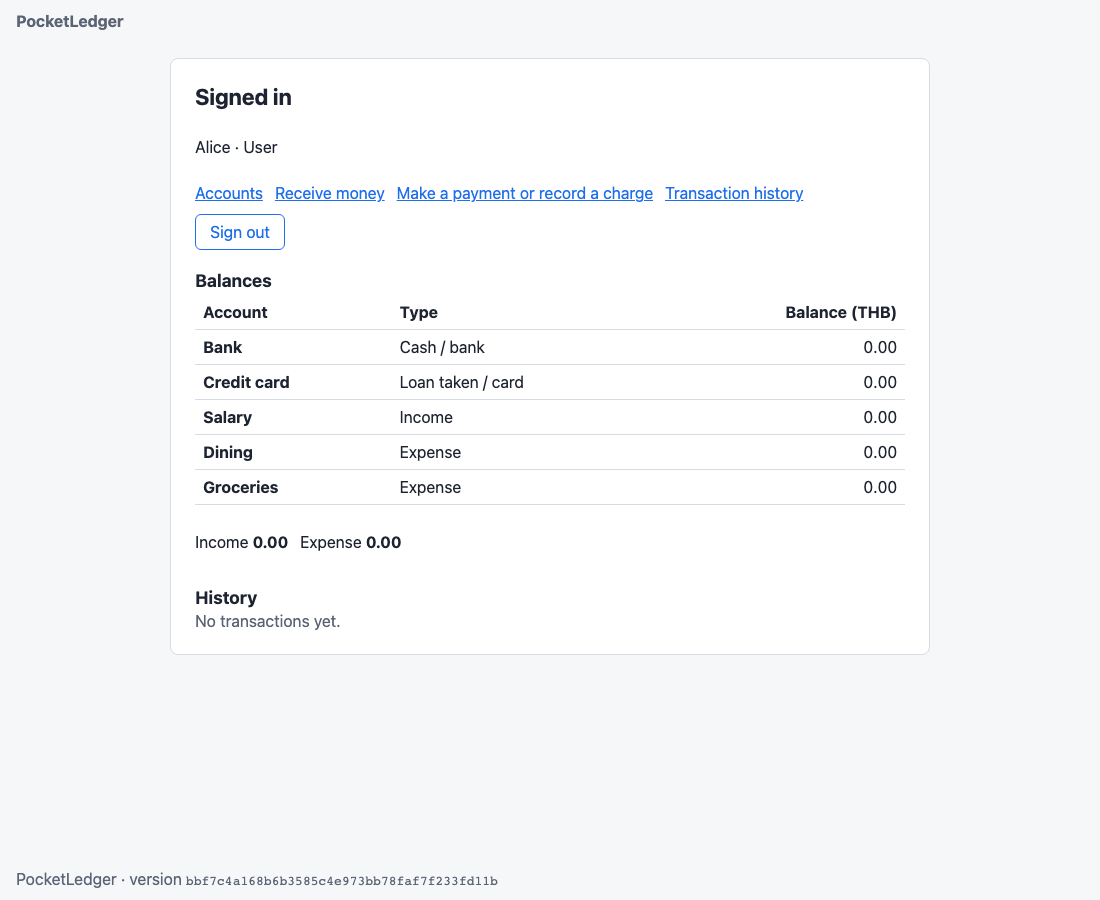 PocketLedger
Signed in
Alice · User
Accounts Receive money Make a payment or record a charge Transaction history
Sign out
Balances
Account Type Balance (THB)
Bank Cash / bank 0.00
Credit card Loan taken / card 0.00
Salary Income 0.00
Dining Expense 0.00
Groceries Expense 0.00
Income 0.00 Expense 0.00
History
No transactions yet.
PocketLedger · version bbf7c4a168b6b3585c4e973bb78faf7f233fd11b